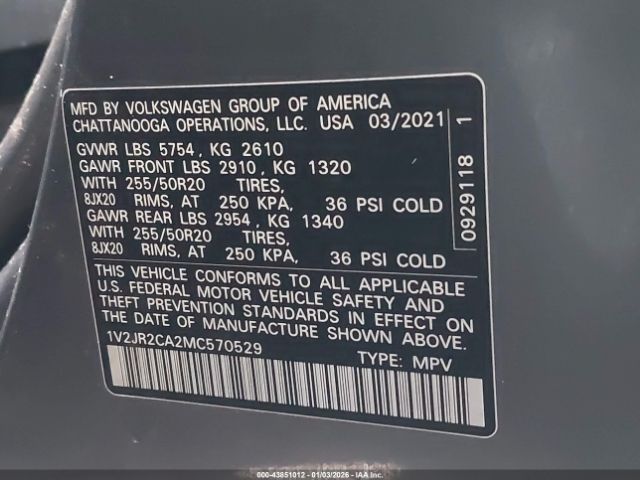 MFD BY VOLKSWAGEN GROUP OF AMERICA
CHATTANOOGA OPERATIONS, LLC. USA 03/2021
GVWR LBS 5754, KG 2610
GAWR FRONT LBS 2910, KG 1320
WITH 255/50R20 TIRES,
8JX20 RIMS, AT 250 KPA, 36 PSI COLD
GAWR REAR LBS 2954, KG 1340
WITH 255/50R20 TIRES,
8JX20 RIMS, AT 250 KPA, 36 PSI COLD
THIS VEHICLE CONFORMS TO ALL APPLICABLE
U.S. FEDERAL MOTOR VEHICLE SAFETY AND
THEFT PREVENTION STANDARDS IN EFFECT ON
THE DATE OF MANUFACTURE SHOWN ABOVE.
1V2JR2CA2MC570529 TYPE: MPV
0929118 1
000-43851012 - 01/03/2026 - © Copyright IAA